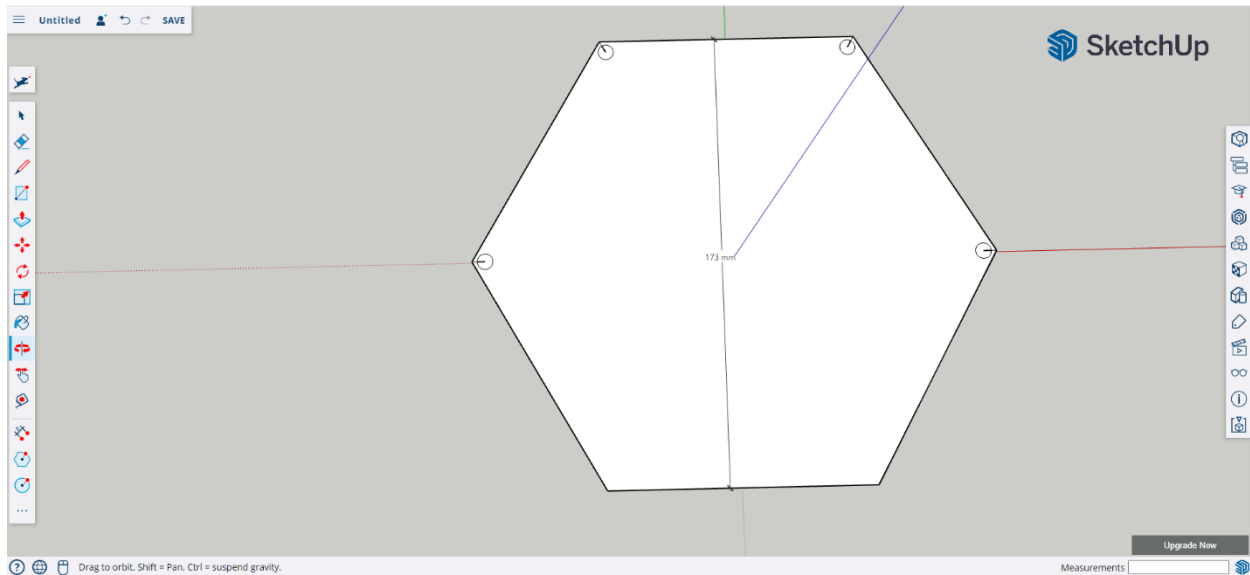 Untitled SAVE
SketchUp
173 mm
Upgrade Now
Drag to orbit. Shift = Pan, Ctrl = suspend gravity.
Measurements